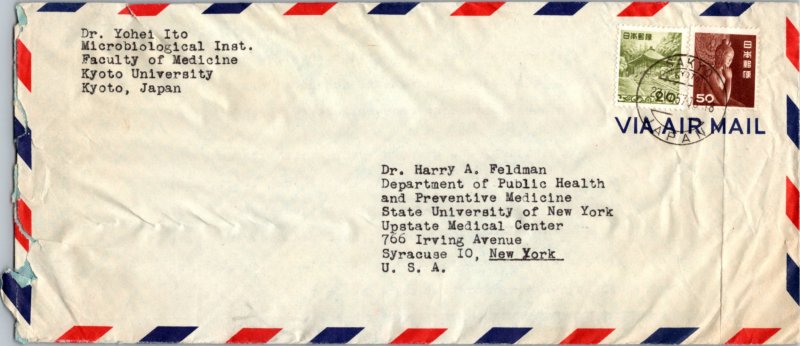 Dr. Yohei Ito
Microbiological Inst.
Faculty of Medicine
Kyoto University
Kyoto, Japan
日本郵便
20
日本郵便
50
JAPAN
VIA AIR MAIL
Dr. Harry A. Feldman
Department of Public Health
and Preventive Medicine
State University of New York
Upstate Medical Center
766 Irving Avenue
Syracuse 10, New York
U. S. A.